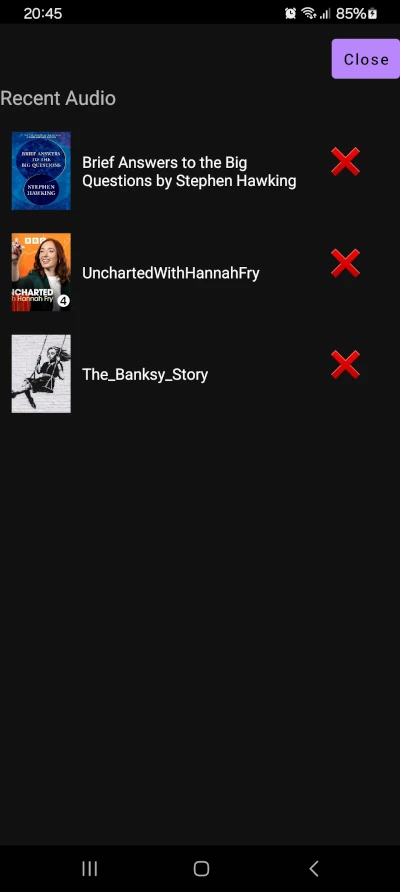 20:45
85%
Close
Recent Audio
BRIEF ANSWERS
TO THE
BIG QUESTIONS
STEPHEN
HAWKING
Brief Answers to the Big
Questions by Stephen Hawking
BBC
UNCHARTED
Hannah Fry
4
UnchartedWithHannahFry
The_Banksy_Story